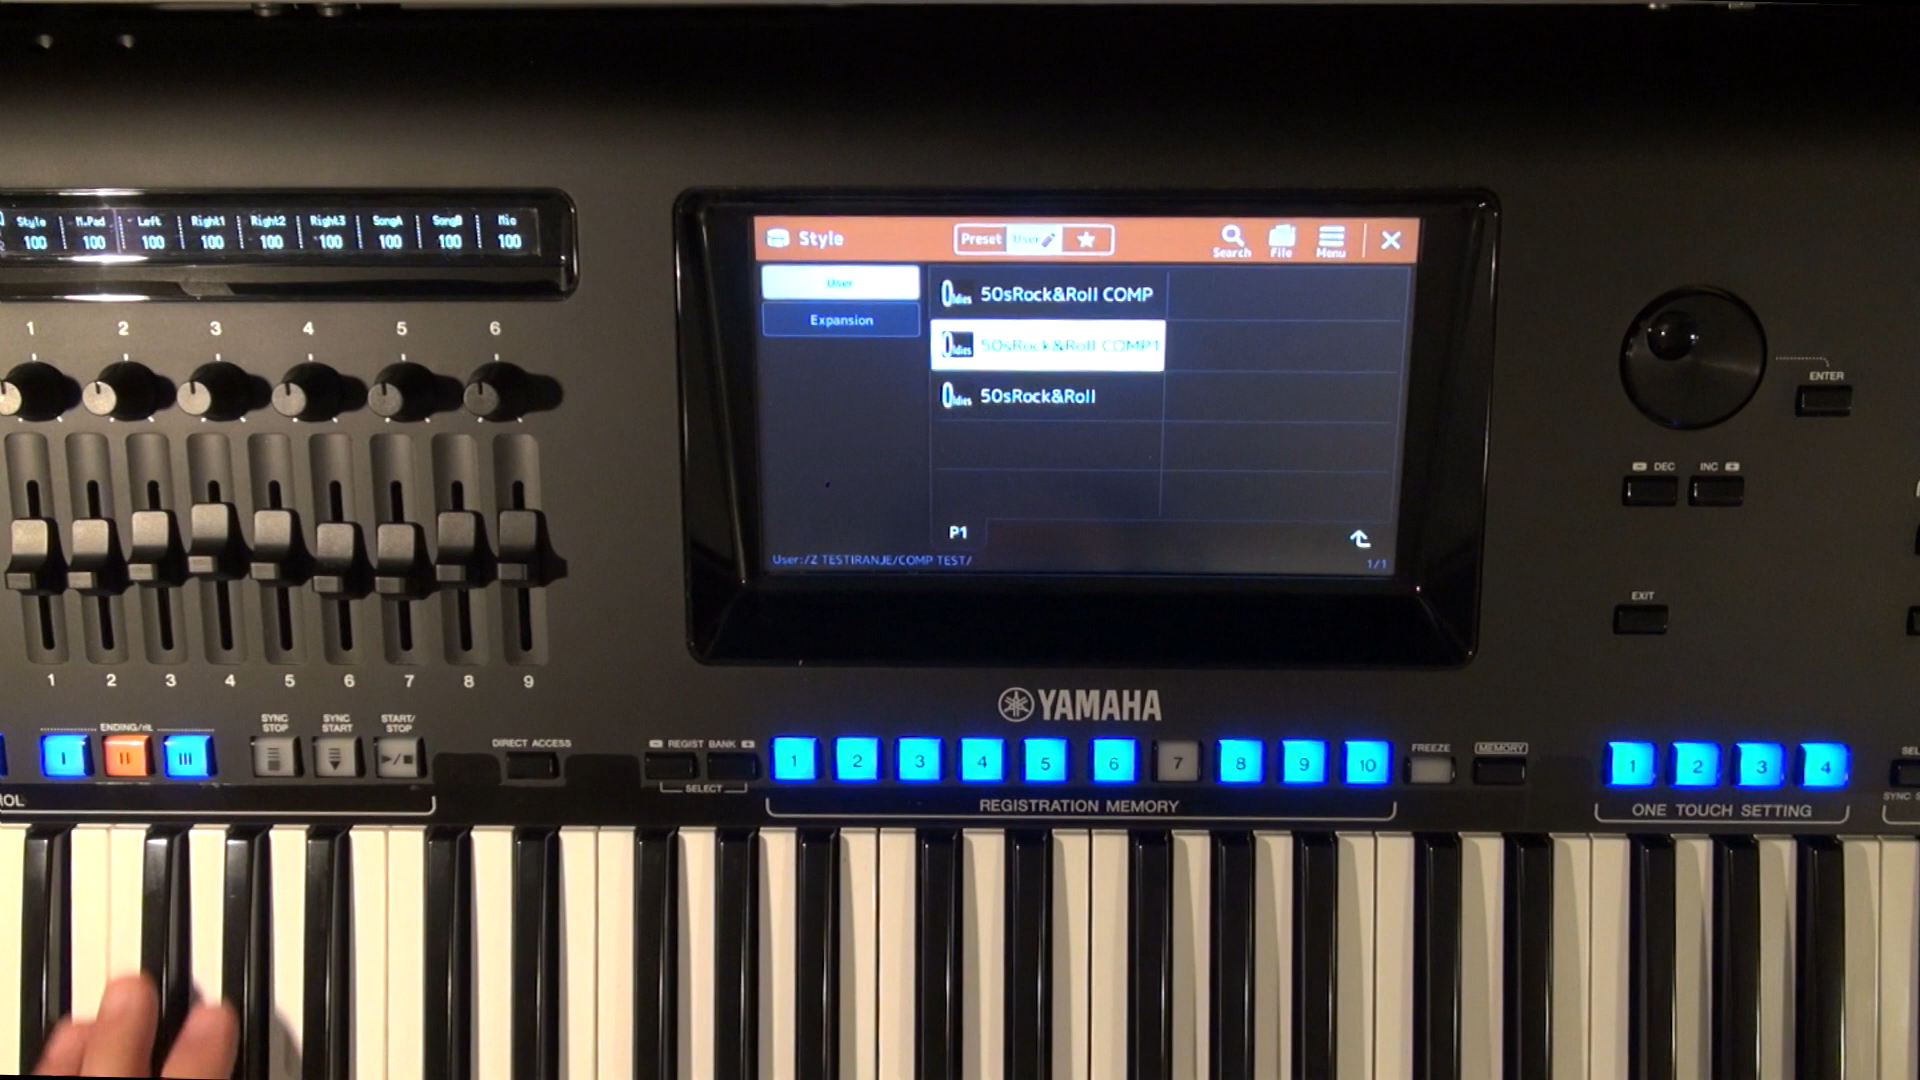 Style M.Pad Left Right1 Right2 Right3 SongA SongB Mic
100 100 100 100 100 100 100 100 100
1 2 3 4 5 6
1 2 3 4 5 6 7 8 9
Style
Preset User
Search File Menu
User
Expansion
Oldies 50sRock&Roll COMP
Oldies 50sRock&Roll COMP1
Oldies 50sRock&Roll
P1
User:/Z TESTIRANJE/COMP TEST/
1/1
ENTER
DEC INC
EXIT
YAMAHA
ENDING/rit.
I II III
SYNC STOP
SYNC START
START/STOP
DIRECT ACCESS
REGIST BANK
SELECT
1 2 3 4 5 6 7 8 9 10
FREEZE
MEMORY
REGISTRATION MEMORY
1 2 3 4
ONE TOUCH SETTING